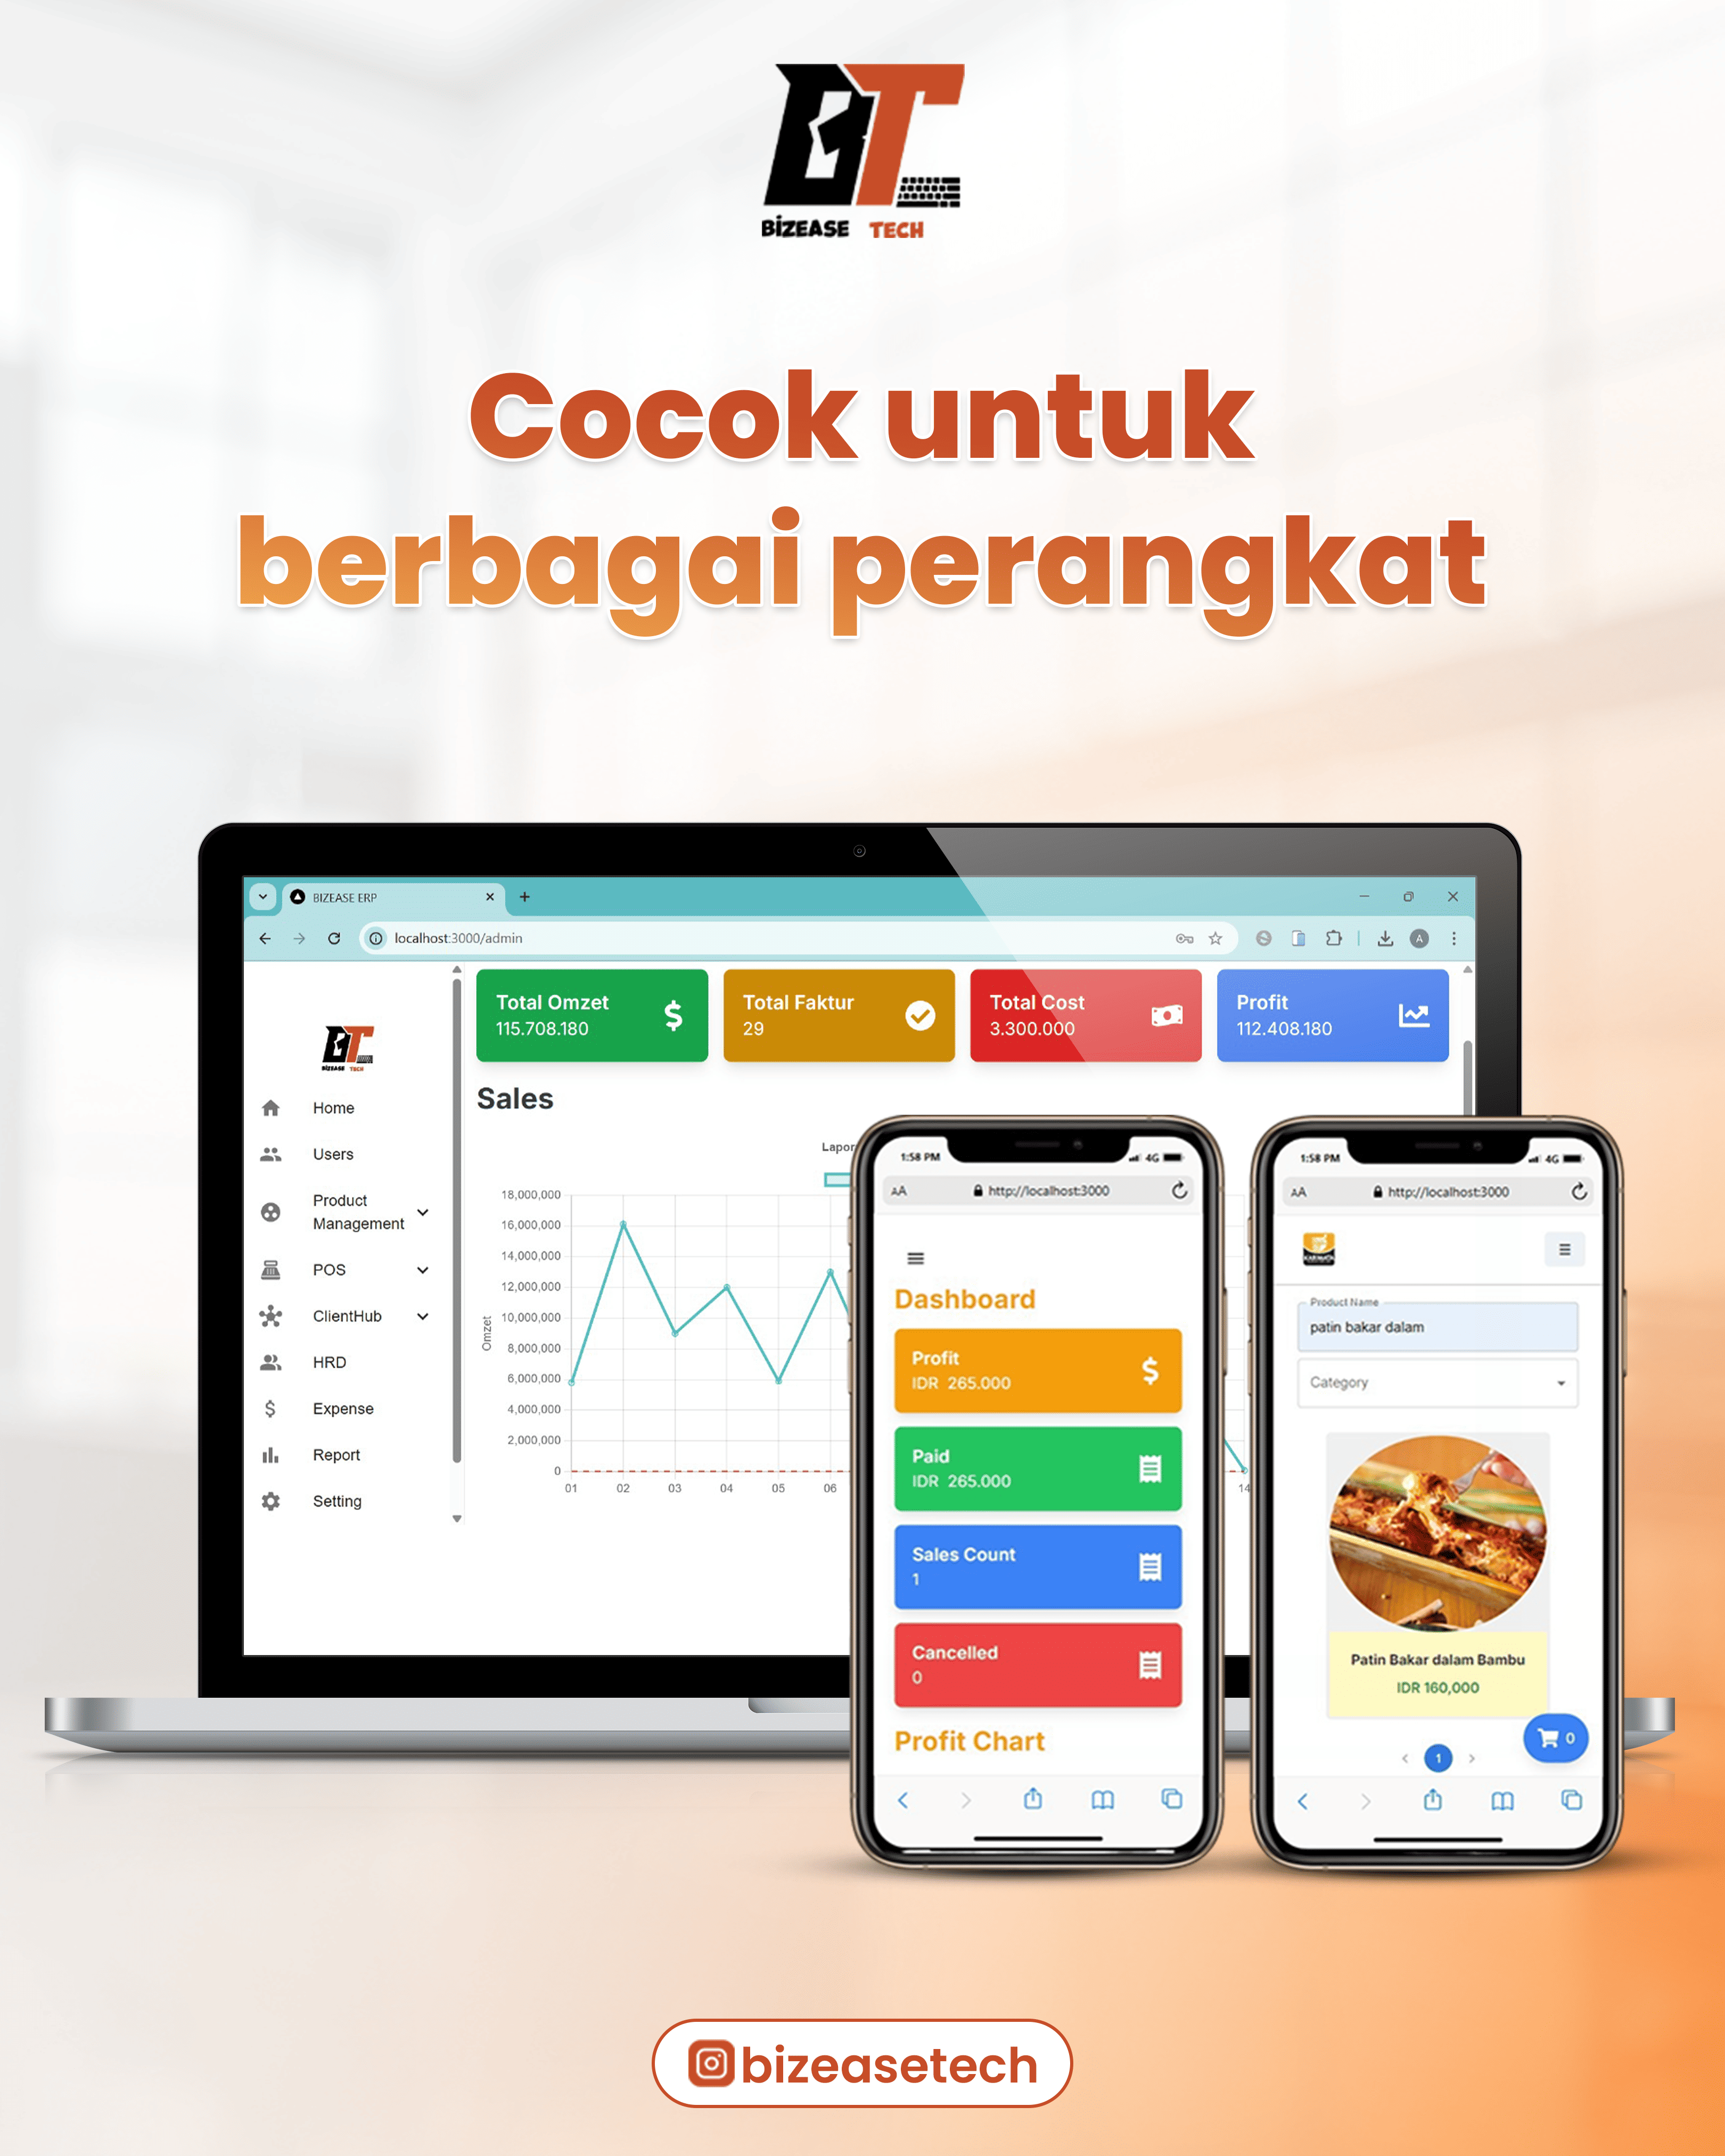 BIZEASE TECH
Cocok untuk
berbagai perangkat
BIZEASE ERP
localhost:3000/admin
A
BIZEASE TECH
Home
Users
Product
Management
POS
ClientHub
HRD
Expense
Report
Setting
Total Omzet
115.708.180
Total Faktur
29
Total Cost
3.300.000
Profit
112.408.180
Sales
Lapor
Omzet
18,000,000
16,000,000
14,000,000
12,000,000
10,000,000
8,000,000
6,000,000
4,000,000
2,000,000
0
01 02 03 04 05 06 14
1:58 PM 4G
AA http://localhost:3000
Dashboard
Profit
IDR 265.000
Paid
IDR 265.000
Sales Count
1
Cancelled
0
Profit Chart
1:58 PM 4G
AA http://localhost:3000
Product Name
patin bakar dalam
Category
Patin Bakar dalam Bambu
IDR 160,000
0
1
bizeasetech